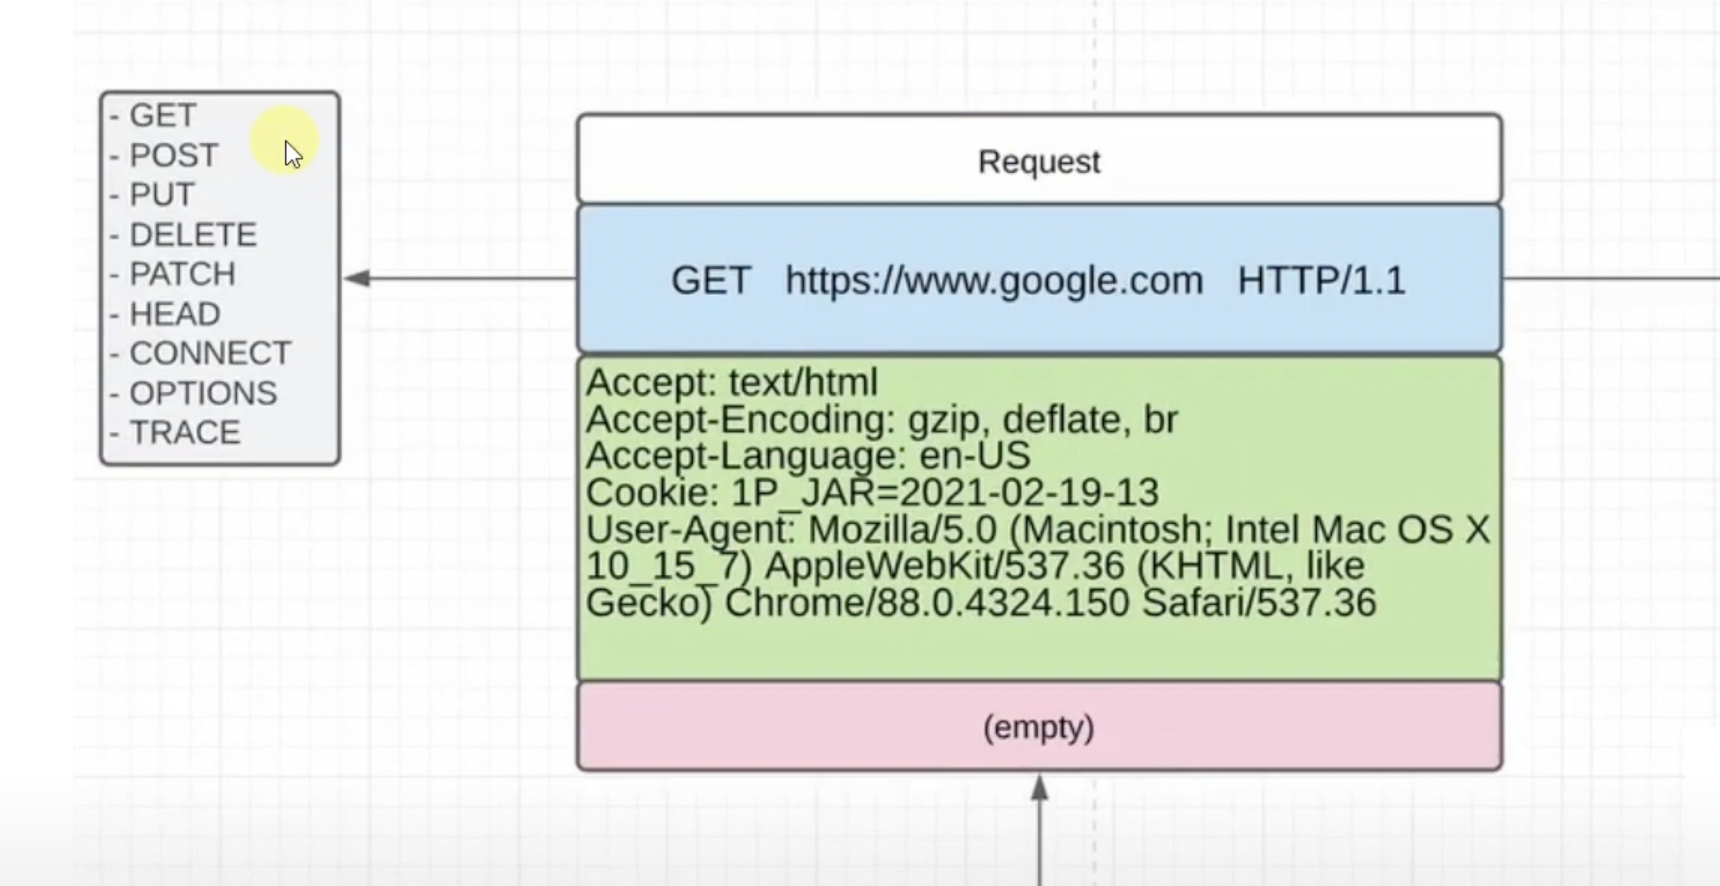 - GET
- POST
- PUT
- DELETE
- PATCH
- HEAD
- CONNECT
- OPTIONS
- TRACE
Request
GET https://www.google.com HTTP/1.1
Accept: text/html
Accept-Encoding: gzip, deflate, br
Accept-Language: en-US
Cookie: 1P_JAR=2021-02-19-13
User-Agent: Mozilla/5.0 (Macintosh; Intel Mac OS X
10_15_7) AppleWebKit/537.36 (KHTML, like
Gecko) Chrome/88.0.4324.150 Safari/537.36
(empty)